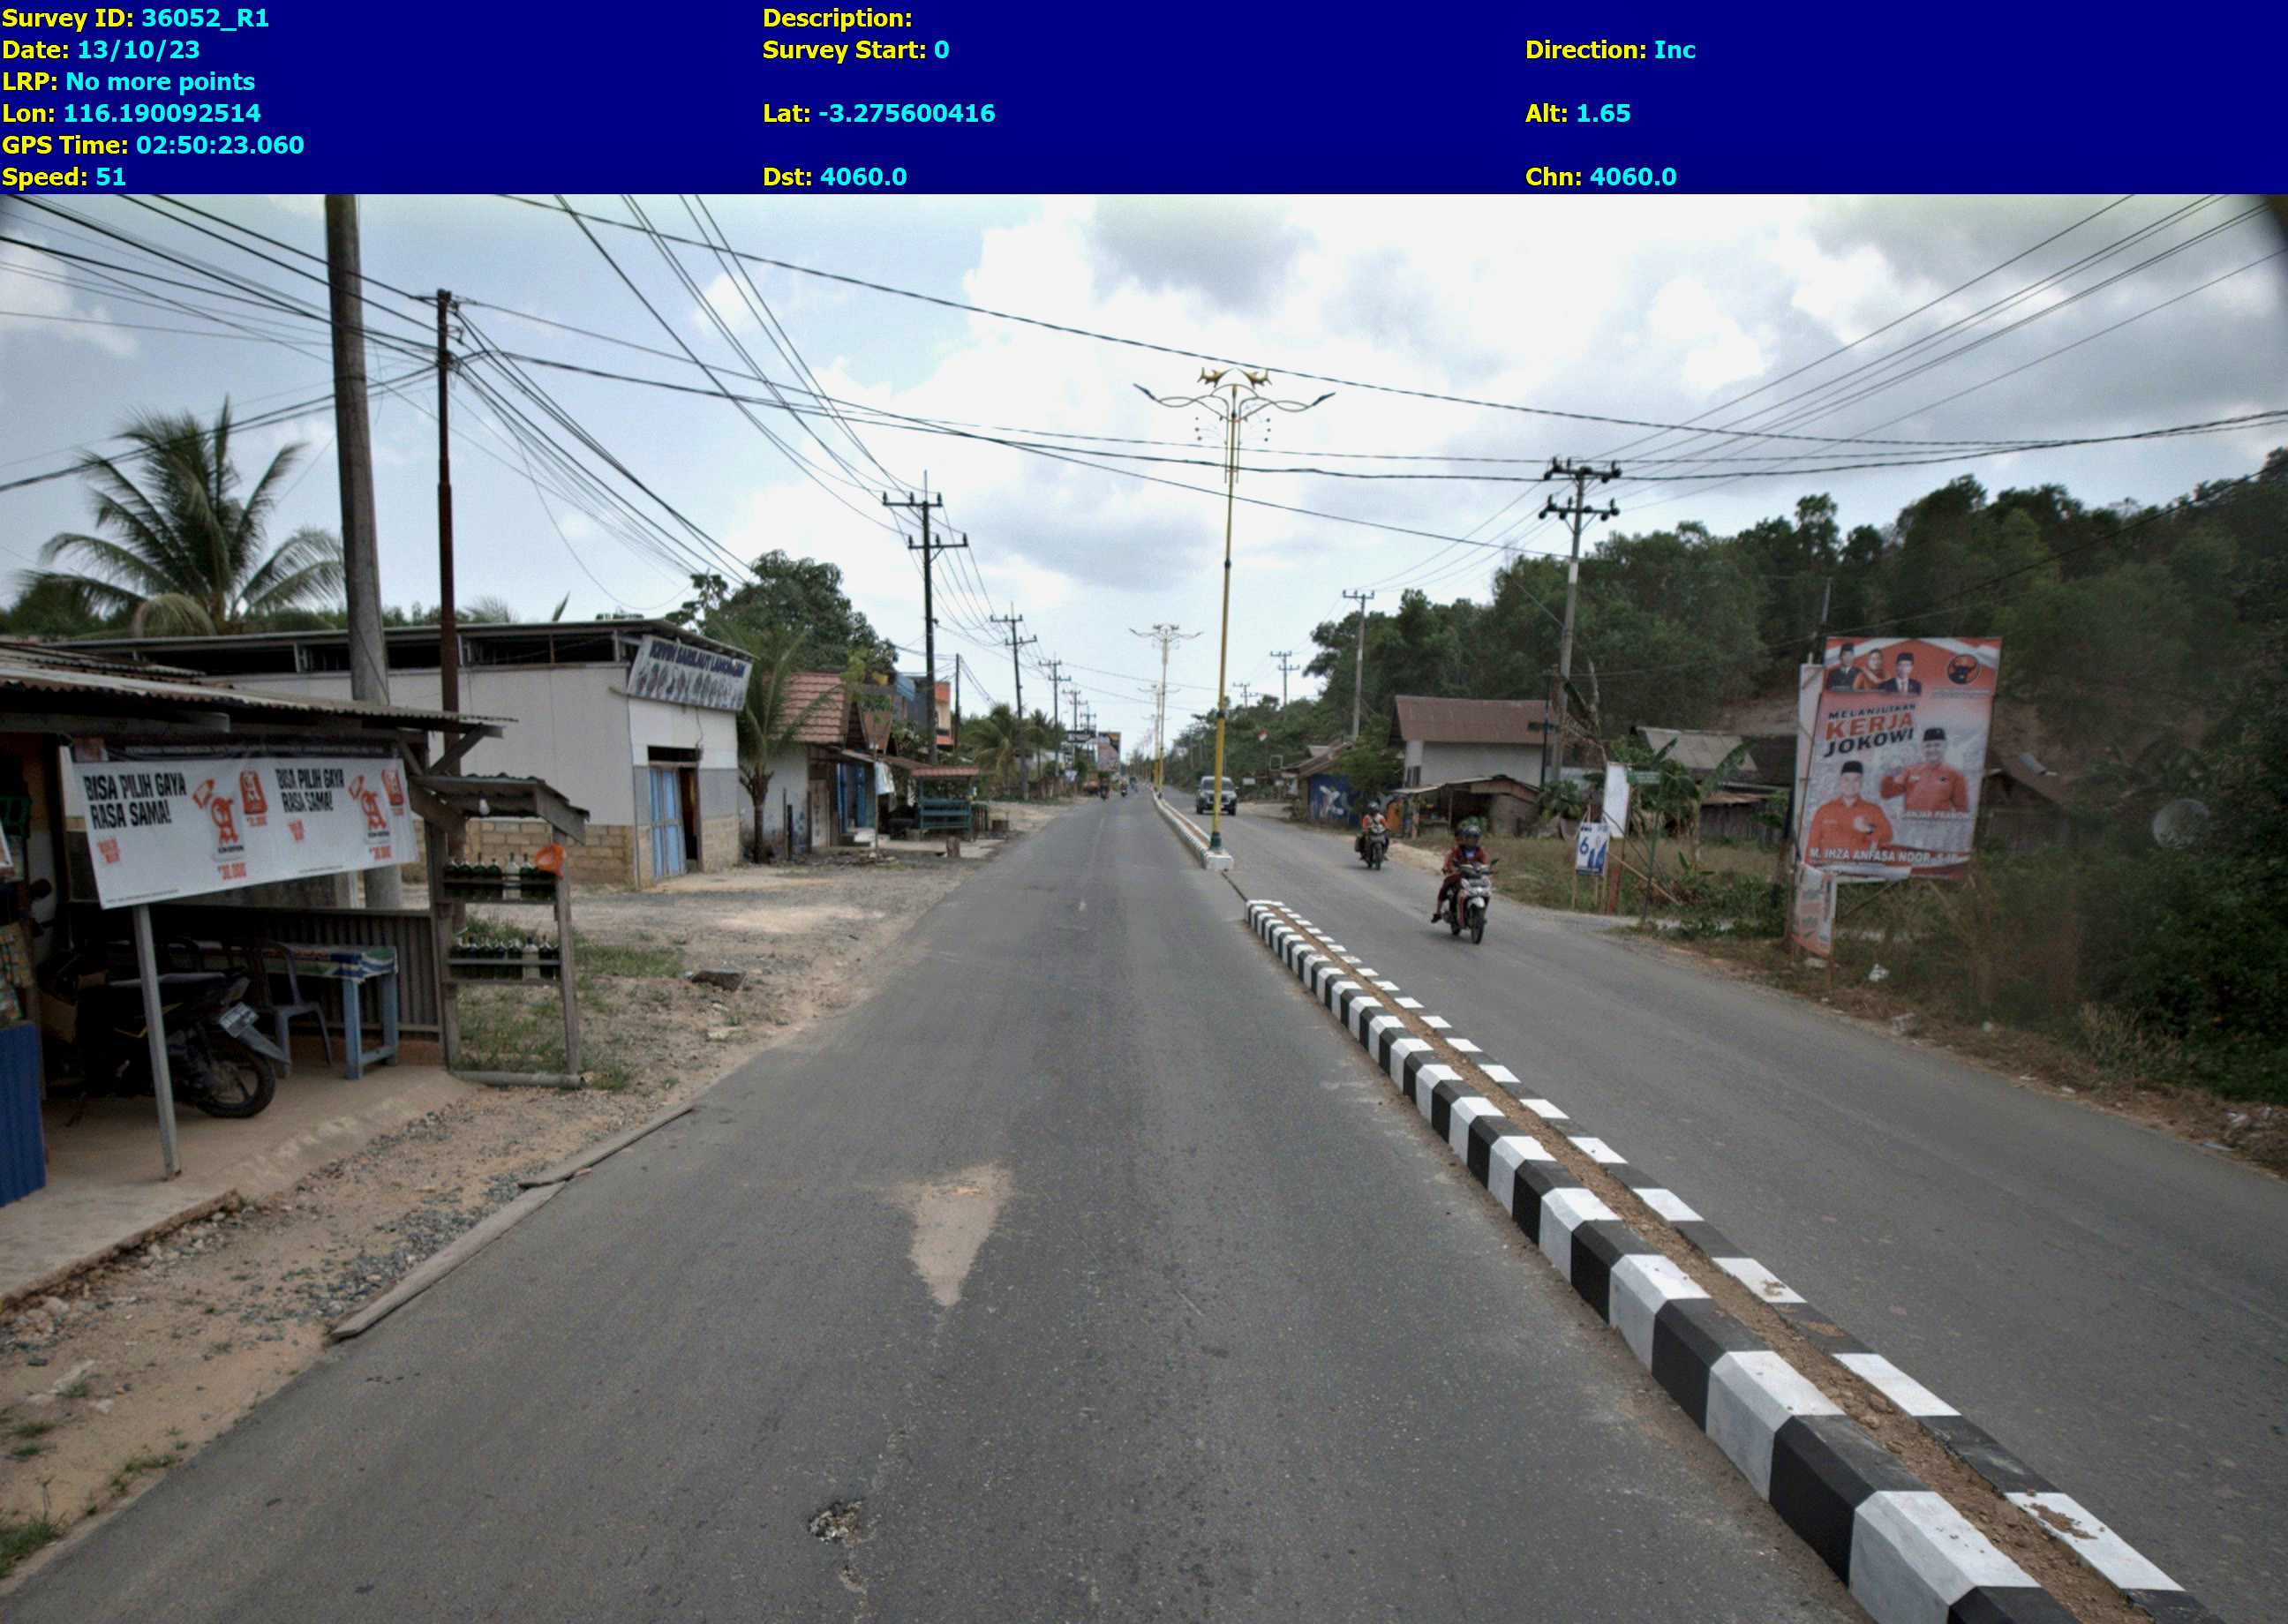 Survey ID: 36052_R1
Description:
Date: 13/10/23
Survey Start: 0
Direction: Inc
LRP: No more points
Lon: 116.190092514
Lat: -3.275600416
Alt: 1.65
GPS Time: 02:50:23.060
Speed: 51
Dst: 4060.0
Chn: 4060.0
BISA PILIH GAYA
RASA SAMA!
BISA PILIH GAYA
RASA SAMA!
MELANJUTKAN
KERJA
JOKOWI
M. IHZA ANFASA NOOR
6